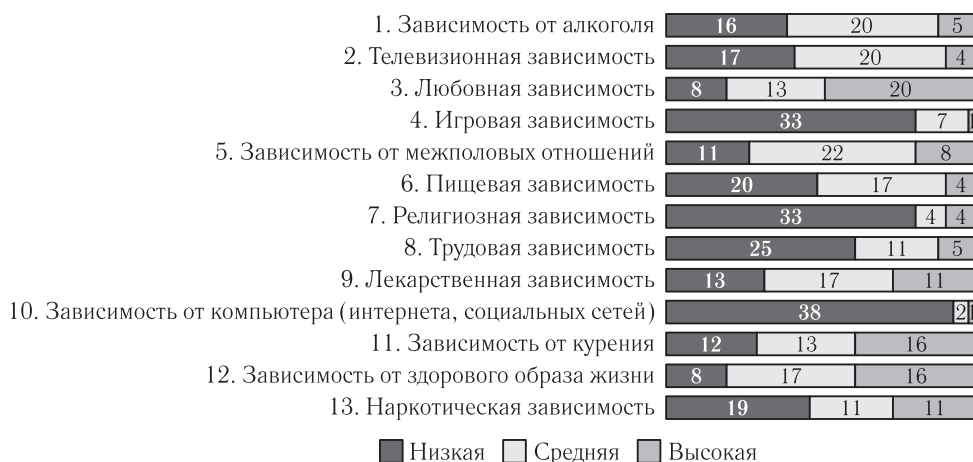 1. Зависимость от алкоголя 16 20 5
2. Телевизионная зависимость 17 20 4
3. Любовная зависимость 8 13 20
4. Игровая зависимость 33 7 1
5. Зависимость от межполовых отношений 11 22 8
6. Пищевая зависимость 20 17 4
7. Религиозная зависимость 33 4 4
8. Трудовая зависимость 25 11 5
9. Лекарственная зависимость 13 17 11
10. Зависимость от компьютера (интернета, социальных сетей) 38 2 1
11. Зависимость от курения 12 13 16
12. Зависимость от здорового образа жизни 8 17 16
13. Наркотическая зависимость 19 11 11
Низкая Средняя Высокая